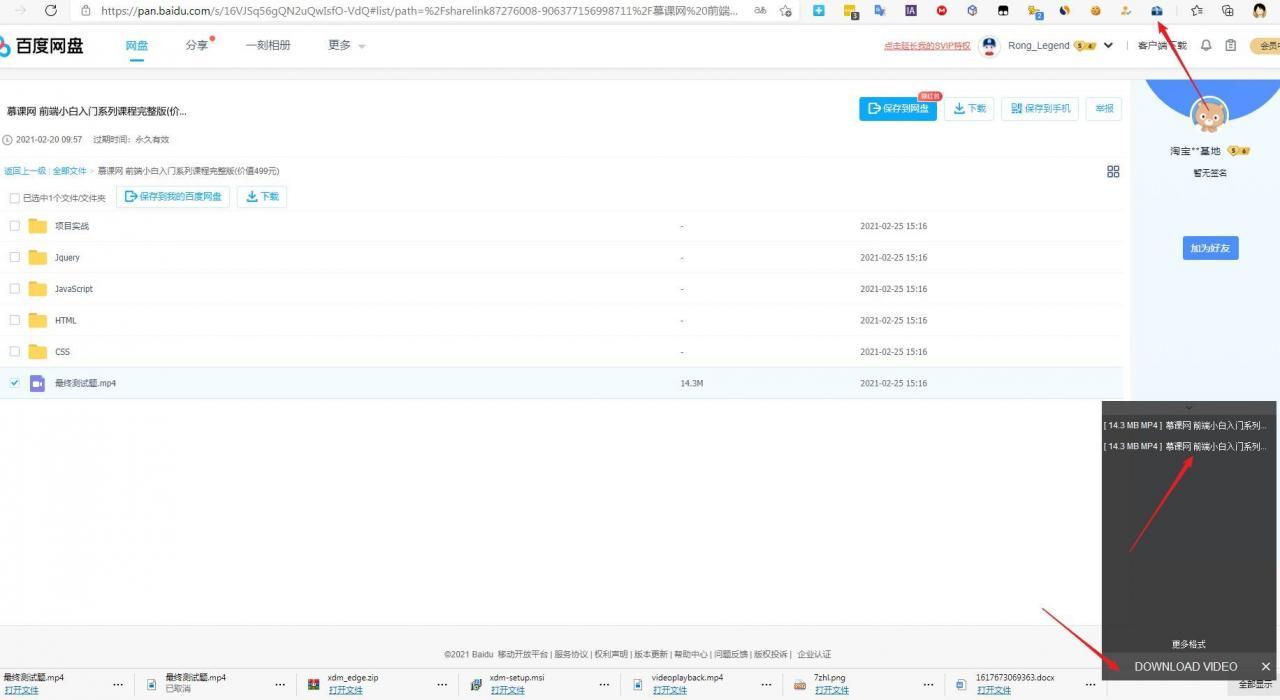 https://pan.baidu.com/s/16VJSq56gQN2uQwIsfO-VdQ#list/path=%2Fsharelink87276008-906377156998711%2F慕课网%20前端...
百度网盘
网盘
分享
一刻相册
更多
点击延长我的SVIP特权
Rong_Legend
客户端下载
慕课网 前端小白入门系列课程完整版(价...
保存到网盘
下载
保存到手机
举报
2021-02-20 09:57 过期时间：永久有效
淘宝**基地
暂无签名
返回上一级 | 全部文件 > 慕课网 前端小白入门系列课程完整版(价值499元)
已选中1个文件/文件夹
保存到我的百度网盘
下载
项目实战 - 2021-02-25 15:16
加为好友
Jquery - 2021-02-25 15:16
JavaScript - 2021-02-25 15:16
HTML - 2021-02-25 15:16
CSS - 2021-02-25 15:16
最终测试题.mp4 14.3M 2021-02-25 15:16
[ 14.3 MB MP4 ] 慕课网 前端小白入门系列...
[ 14.3 MB MP4 ] 慕课网 前端小白入门系列...
更多格式
DOWNLOAD VIDEO
©2021 Baidu 移动开放平台 | 服务协议 | 权利声明 | 版本更新 | 帮助中心 | 问题反馈 | 版权投诉 | 企业认证
最终测试题.mp4
打开文件
最终测试题.mp4
已取消
xdm_edge.zip
打开文件
xdm-setup.msi
打开文件
videoplayback.mp4
打开文件
7zhl.png
打开文件
1617673069363.docx
打开文件
全部显示